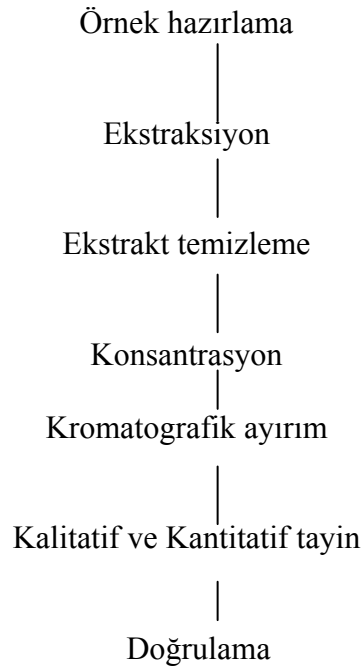 Örnek hazırlama
Ekstraksiyon
Ekstrakt temizleme
Konsantrasyon
Kromatografik ayırım
Kalitatif ve Kantitatif tayin
Doğrulama